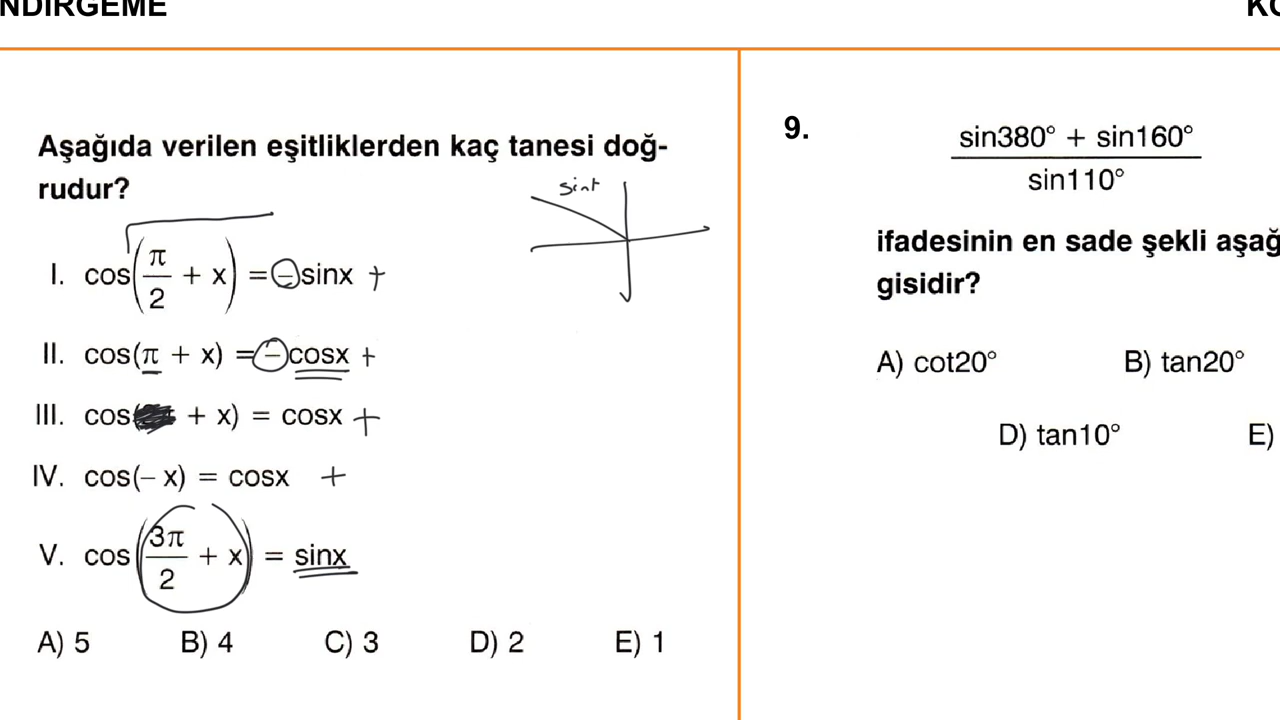 NDİRGEME
Aşağıda verilen eşitliklerden kaç tanesi doğ-
rudur?
sint
I. cos(π/2 + x) = -sinx +
II. cos(π + x) = -cosx +
III. cos( + x) = cosx +
IV. cos(– x) = cosx +
V. cos(3π/2 + x) = sinx
A) 5 B) 4 C) 3 D) 2 E) 1
9.
sin380° + sin160°
sin110°
ifadesinin en sade şekli aşağ
gisidir?
A) cot20° B) tan20°
D) tan10° E)